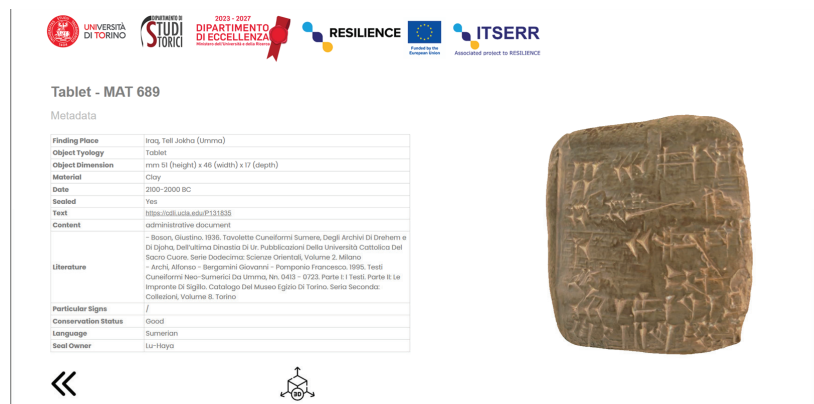 UNIVERSITÀ
DI TORINO
DIPARTIMENTO DI
STUDI
STORICI
2023 - 2027
DIPARTIMENTO
DI ECCELLENZA
Ministero dell'Università e della Ricerca
RESILIENCE
Funded by the
European Union
ITSERR
Associated project to RESILIENCE
Tablet - MAT 689
Metadata
Finding Place Iraq, Tell Jokha (Umma)
Object Tyology Tablet
Object Dimension mm 51 (height) x 46 (width) x 17 (depth)
Material Clay
Date 2100-2000 BC
Sealed Yes
Text https://cdli.ucla.edu/P131835
Content administrative document
Literature
- Boson, Giustino. 1936. Tavolette Cuneiformi Sumere, Degli Archivi Di Drehem e
Di Djoha, Dell'ultima Dinastia Di Ur. Pubblicazioni Della Università Cattolica Del
Sacro Cuore. Serie Dodecima: Scienze Orientali, Volume 2. Milano
- Archi, Alfonso - Bergamini Giovanni - Pomponio Francesco. 1995. Testi
Cuneiformi Neo-Sumerici Da Umma, Nn. 0413 - 0723. Parte I: I Testi. Parte II: Le
Impronte Di Sigillo. Catalogo Del Museo Egizio Di Torino. Seria Seconda:
Collezioni, Volume 8. Torino
Particular Signs /
Conservation Status Good
Language Sumerian
Seal Owner Lu-Haya
3D